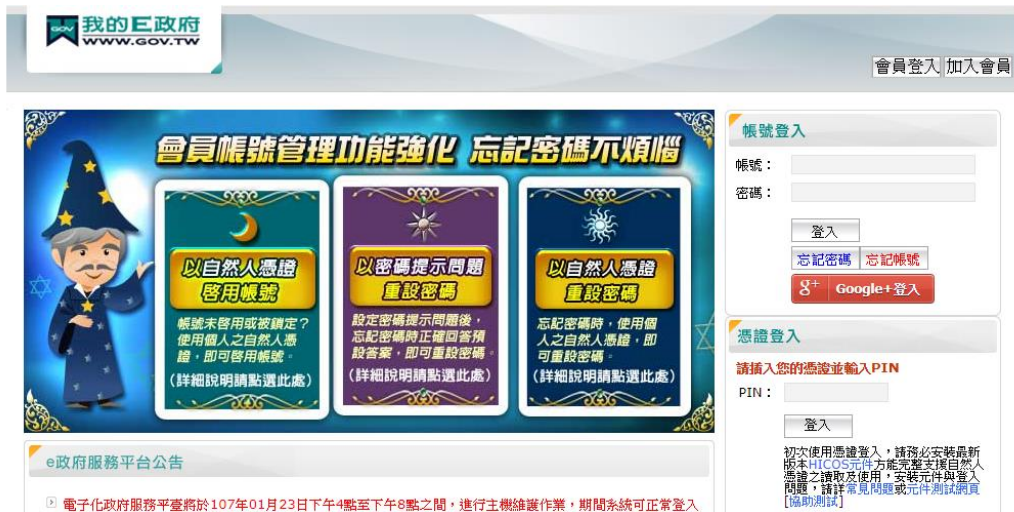 GOV 我的E政府
WWW.GOV.TW
會員登入 加入會員
會員帳號管理功能強化 忘記密碼不煩惱
以自然人憑證
啓用帳號
帳號未啓用或被鎖定？
使用個人之自然人憑
證，即可啓用帳號。
(詳細說明請點選此處)
以密碼提示問題
重設密碼
設定密碼提示問題後，
忘記密碼時正確回答預
設答案，即可重設密碼。
(詳細說明請點選此處)
以自然人憑證
重設密碼
忘記密碼時，使用個
人之自然人憑證，即
可重設密碼。
(詳細說明請點選此處)
帳號登入
帳號：
密碼：
登入
忘記密碼 忘記帳號
g+ Google+登入
憑證登入
請插入您的憑證並輸入PIN
PIN：
登入
初次使用憑證登入，請務必安裝最新
版本HICOS元件方能完整支援自然人
憑證之讀取及使用，安裝元件與登入
問題，請詳常見問題或元件測試網頁
[協助測試]
e政府服務平台公告
電子化政府服務平臺將於107年01月23日下午4點至下午8點之間，進行主機維護作業，期間系統可正常登入